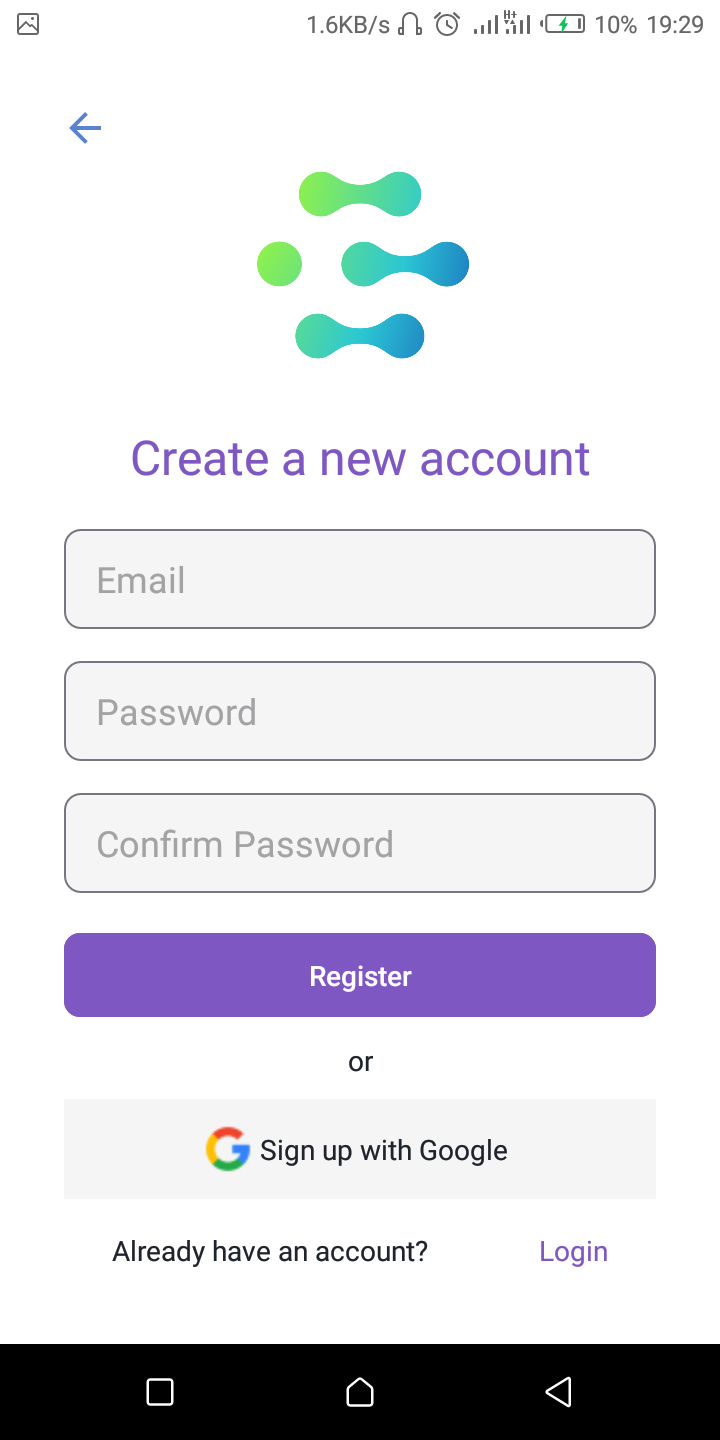 1.6KB/s H+ 10% 19:29
Create a new account
Email
Password
Confirm Password
Register
or
Sign up with Google
Already have an account? Login